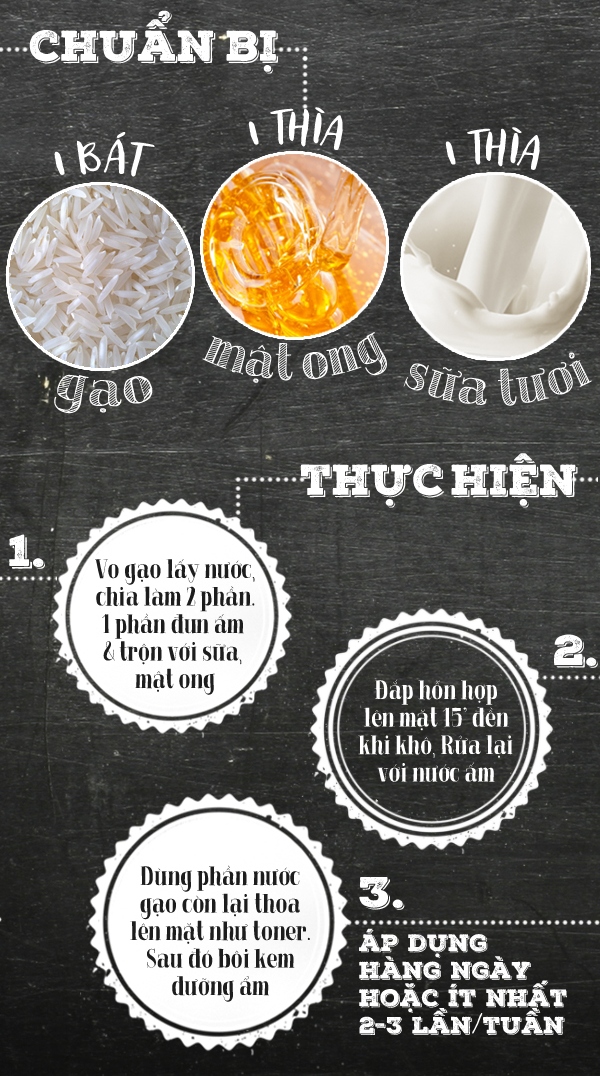 CHUẨN BỊ
1 BÁT
gạo
1 THÌA
mật ong
1 THÌA
sữa tươi
THỰC HIỆN
1.
Vo gạo lấy nước,
chia làm 2 phần.
1 phần đun ấm
& trộn với sữa,
mật ong
2.
Đắp hỗn hợp
lên mặt 15' đến
khi khô, Rửa lại
với nước ấm
3.
Dùng phần nước
gạo còn lại thoa
lên mặt như toner.
Sau đó bôi kem
dưỡng ẩm
ÁP DỤNG
HÀNG NGÀY
HOẶC ÍT NHẤT
2-3 LẦN/TUẦN